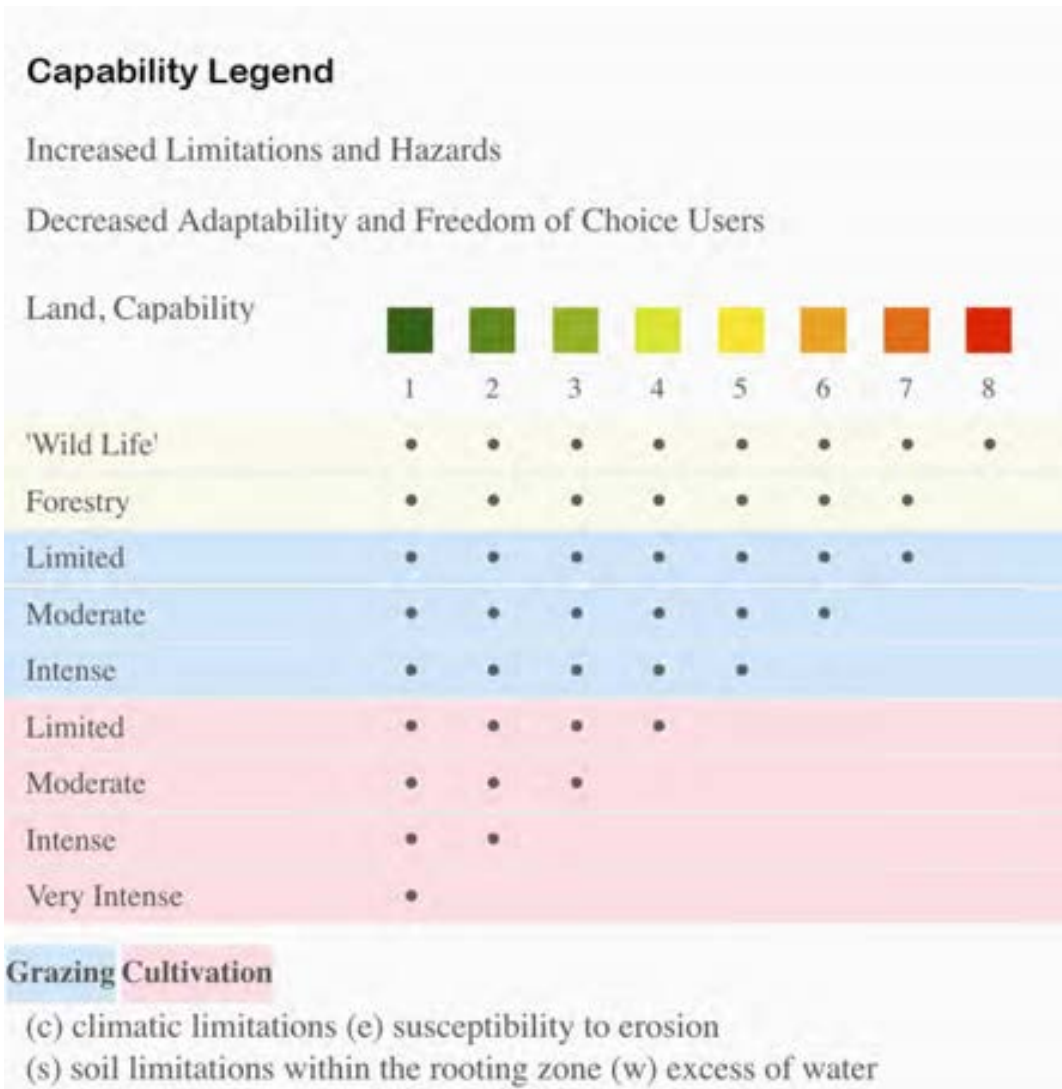 Capability Legend
Increased Limitations and Hazards
Decreased Adaptability and Freedom of Choice Users
Land, Capability
1 2 3 4 5 6 7 8
'Wild Life'
Forestry
Limited
Moderate
Intense
Limited
Moderate
Intense
Very Intense
Grazing Cultivation
(c) climatic limitations (e) susceptibility to erosion
(s) soil limitations within the rooting zone (w) excess of water